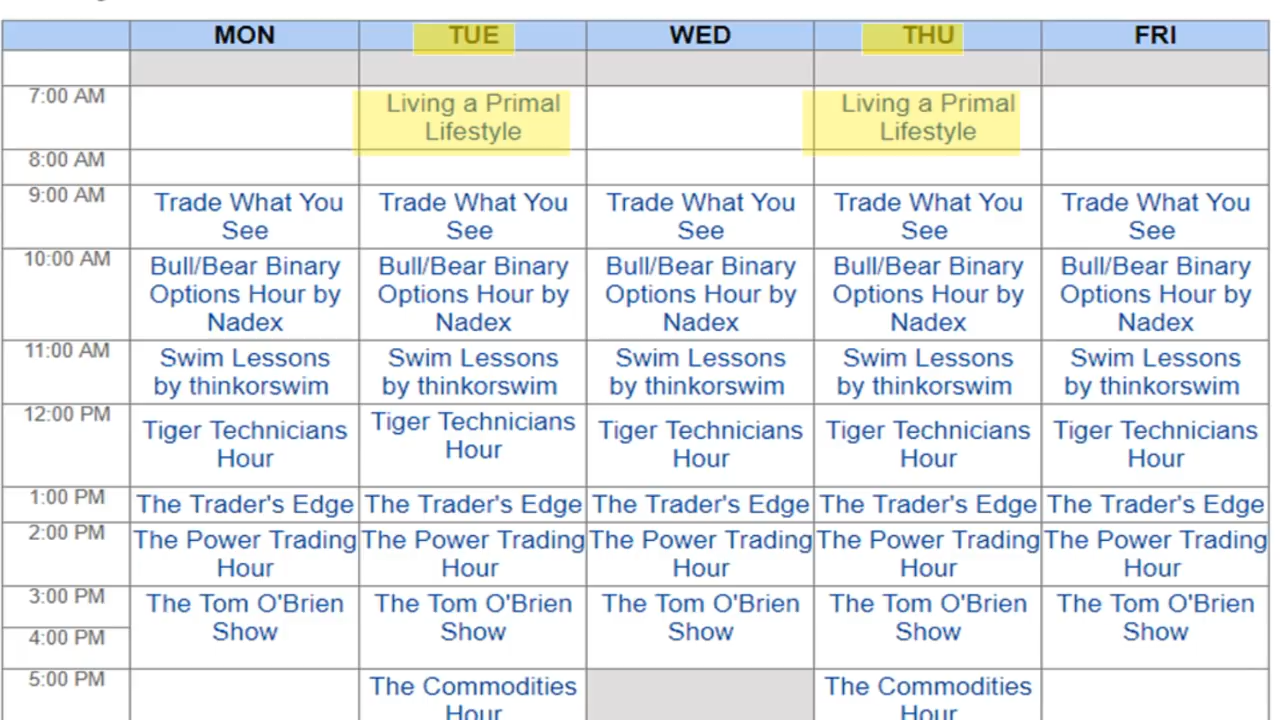 MON TUE WED THU FRI
7:00 AM Living a Primal Living a Primal
Lifestyle Lifestyle
8:00 AM
9:00 AM Trade What You Trade What You Trade What You Trade What You Trade What You
See See See See See
10:00 AM Bull/Bear Binary Bull/Bear Binary Bull/Bear Binary Bull/Bear Binary Bull/Bear Binary
Options Hour by Options Hour by Options Hour by Options Hour by Options Hour by
Nadex Nadex Nadex Nadex Nadex
11:00 AM Swim Lessons Swim Lessons Swim Lessons Swim Lessons Swim Lessons
by thinkorswim by thinkorswim by thinkorswim by thinkorswim by thinkorswim
12:00 PM Tiger Technicians Tiger Technicians Tiger Technicians Tiger Technicians Tiger Technicians
Hour Hour Hour Hour Hour
1:00 PM The Trader's Edge The Trader's Edge The Trader's Edge The Trader's Edge The Trader's Edge
2:00 PM The Power Trading The Power Trading The Power Trading The Power Trading The Power Trading
Hour Hour Hour Hour Hour
3:00 PM The Tom O'Brien The Tom O'Brien The Tom O'Brien The Tom O'Brien The Tom O'Brien
4:00 PM Show Show Show Show Show
5:00 PM The Commodities The Commodities
Hour Hour